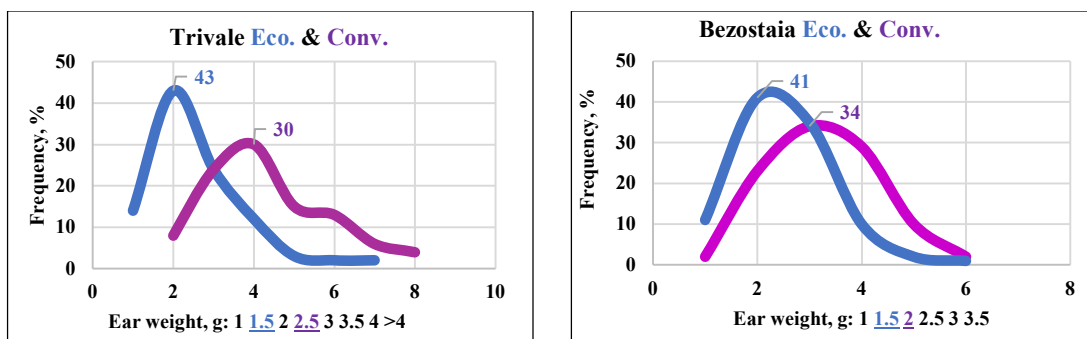 Trivale Eco. & Conv.
50
40
30
20
10
0
Frequency, %
43
30
0 2 4 6 8 10
Ear weight, g: 1 1.5 2 2.5 3 3.5 4 >4
Bezostaia Eco. & Conv.
50
40
30
20
10
0
Frequency, %
41
34
0 2 4 6 8
Ear weight, g: 1 1.5 2 2.5 3 3.5